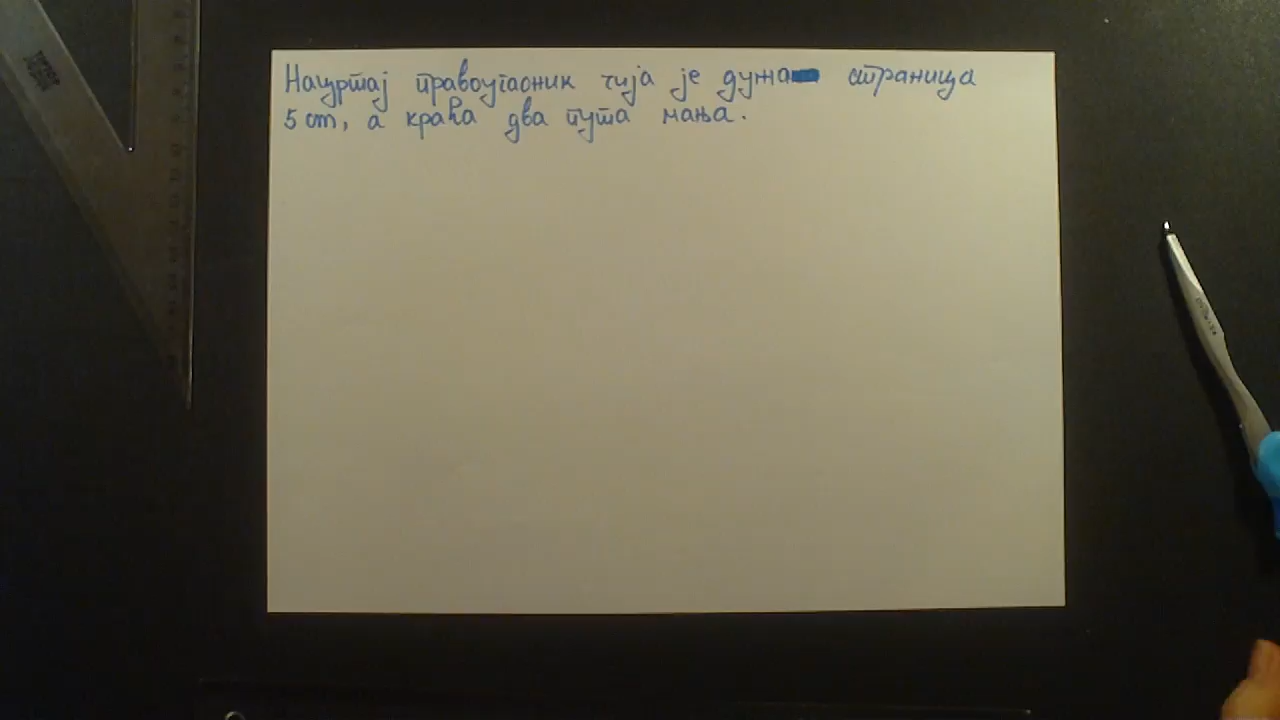 Нацртај правоугаоник чија је дужа страница
5 cm, а краћа два пута мања.